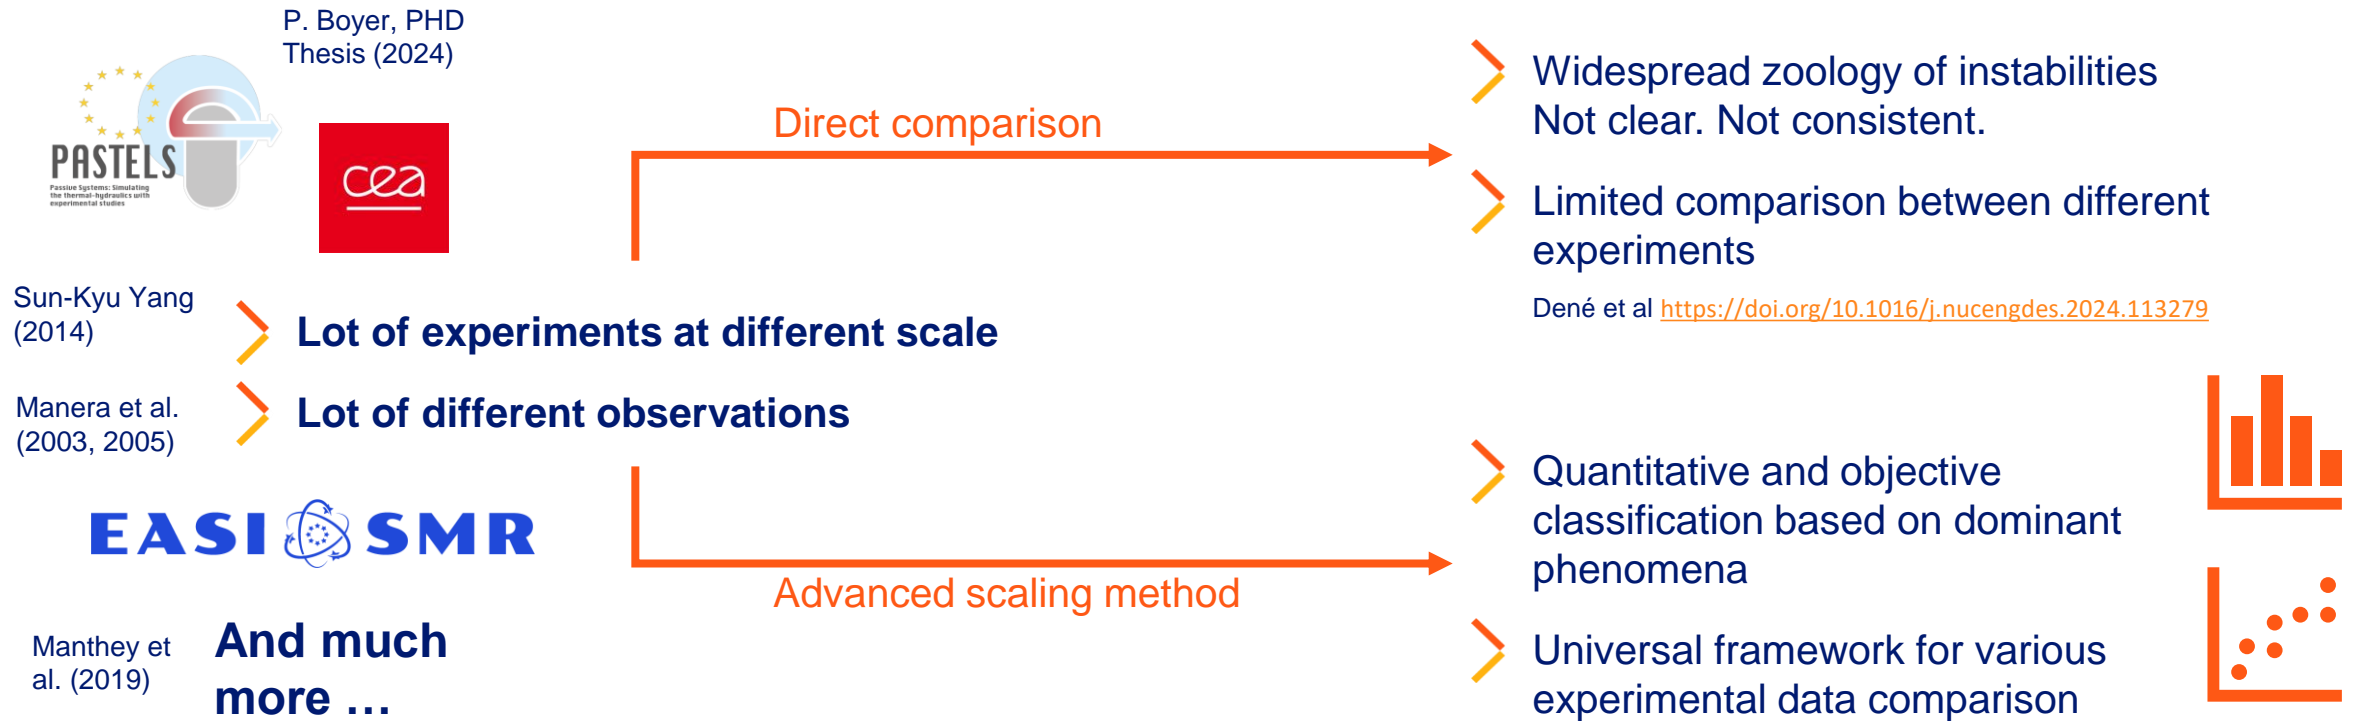 P. Boyer, PHD
Thesis (2024)
PASTELS
Passive Systems: Simulating
the thermal-hydraulics with
experimental studies
cea
Sun-Kyu Yang
(2014)
Manera et al.
(2003, 2005)
EASI SMR
Manthey et
al. (2019)
And much
more …
Lot of experiments at different scale
Lot of different observations
Direct comparison
Advanced scaling method
Widespread zoology of instabilities
Not clear. Not consistent.
Limited comparison between different
experiments
Dené et al https://doi.org/10.1016/j.nucengdes.2024.113279
Quantitative and objective
classification based on dominant
phenomena
Universal framework for various
experimental data comparison